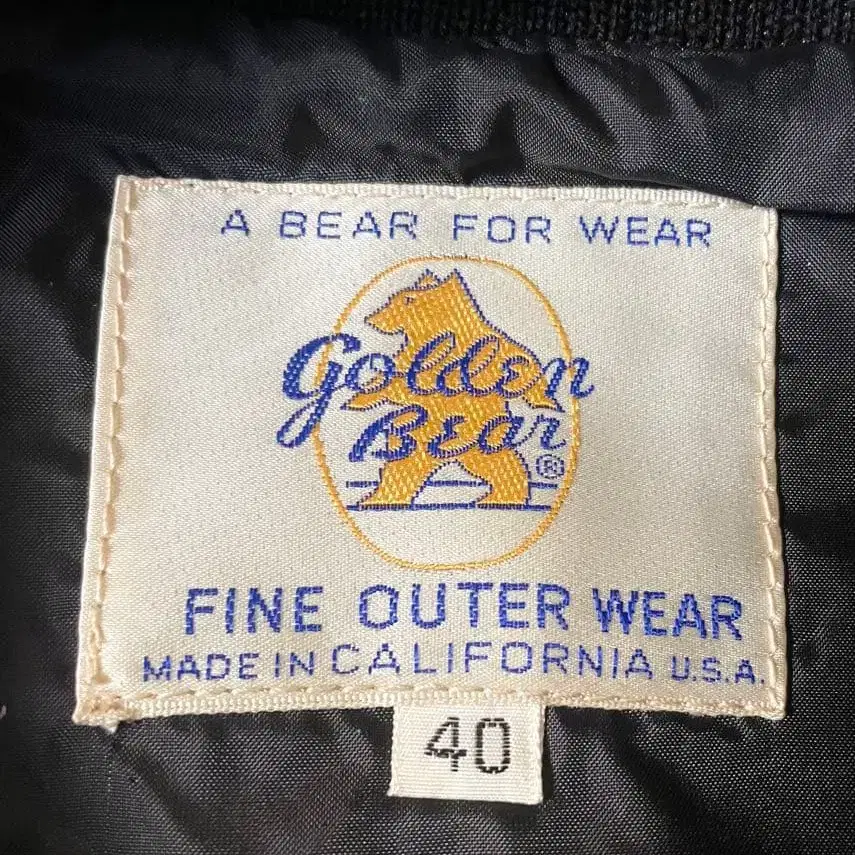 A BEAR FOR WEAR
Golden
Bear
®
FINE OUTER WEAR
MADE IN CALIFORNIA U.S.A.
40